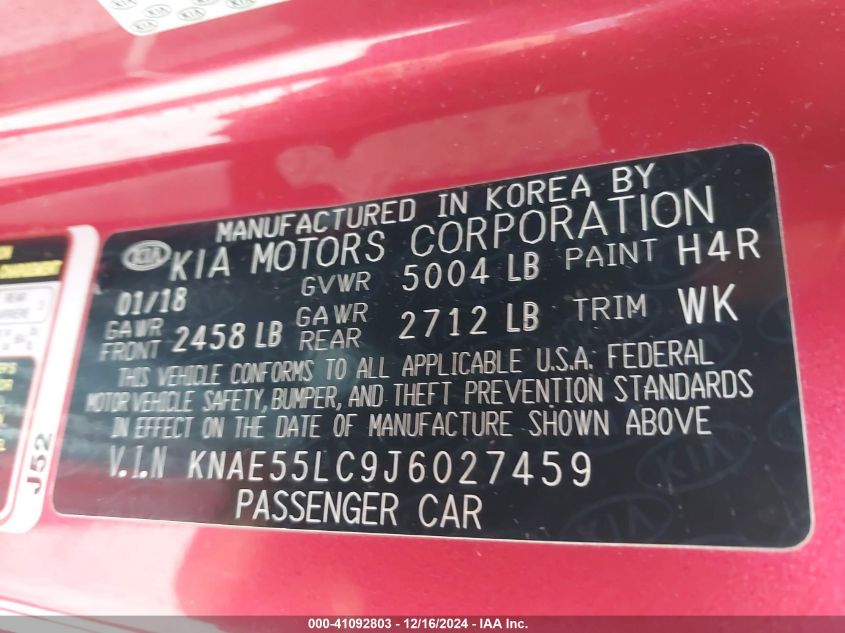 KIA
MANUFACTURED IN KOREA BY
KIA MOTORS CORPORATION
01/18 GVWR 5004 LB PAINT H4R
GAWR FRONT 2458 LB GAWR REAR 2712 LB TRIM WK
THIS VEHICLE CONFORMS TO ALL APPLICABLE U.S.A. FEDERAL
MOTOR VEHICLE SAFETY, BUMPER, AND THEFT PREVENTION STANDARDS
IN EFFECT ON THE DATE OF MANUFACTURE SHOWN ABOVE
V.I.N KNAE55LC9J6027459
PASSENGER CAR
REAR
J52
000-41092803 - 12/16/2024 - IAA Inc.